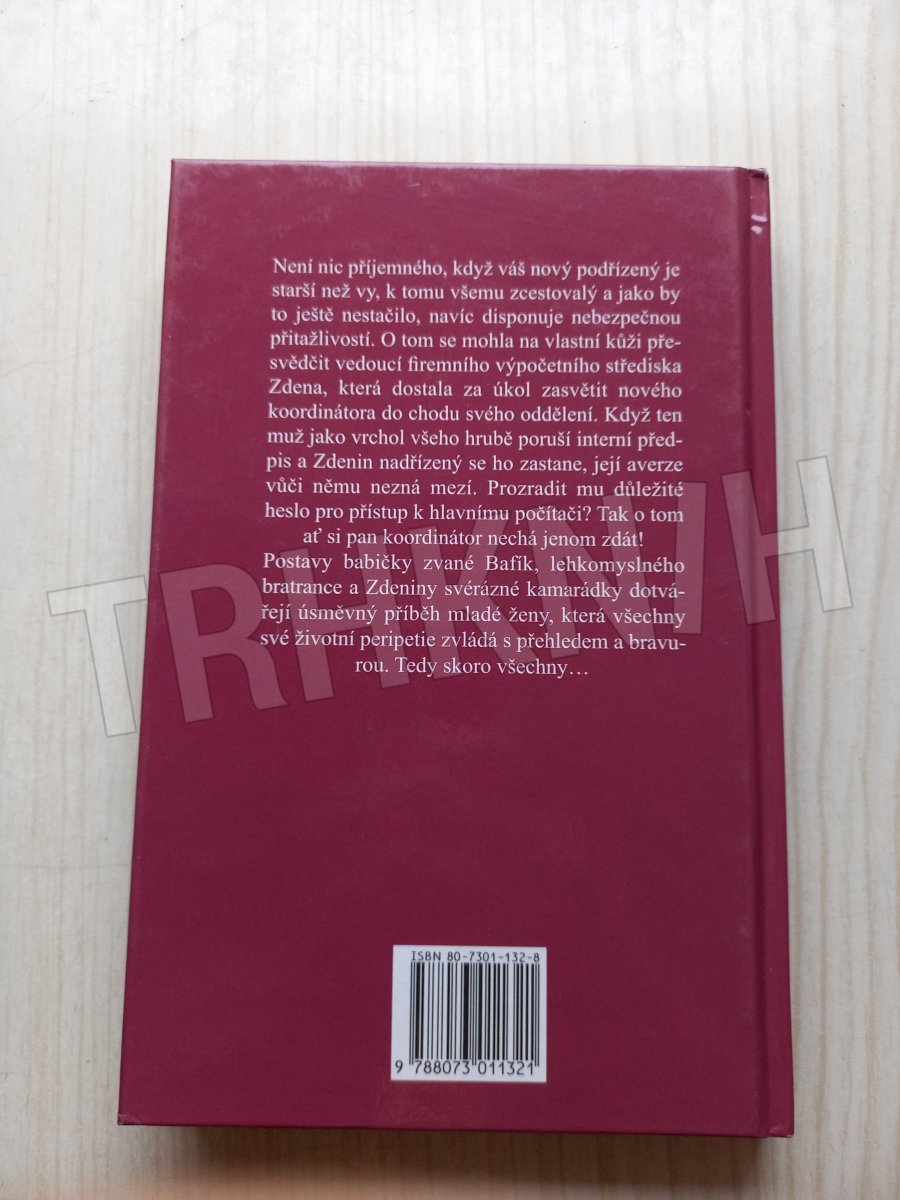 Není nic příjemného, když váš nový podřízený je
starší než vy, k tomu všemu zcestovalý a jako by
to ještě nestačilo, navíc disponuje nebezpečnou
přitažlivostí. O tom se mohla na vlastní kůži pře-
svědčit vedoucí firemního výpočetního střediska
Zdena, která dostala za úkol zasvětit nového
koordinátora do chodu svého oddělení. Když ten
muž jako vrchol všeho hrubě poruší interní před-
pis a Zdenin nadřízený se ho zastane, její averze
vůči němu nezná mezí. Prozradit mu důležité
heslo pro přístup k hlavnímu počítači? Tak o tom
ať si pan koordinátor nechá jenom zdát!
Postavy babičky zvané Bafík, lehkomyslného
bratrance a Zdeniny svérázné kamarádky dotvá-
řejí úsměvný příběh mladé ženy, která všechny
své životní peripetie zvládá s přehledem a bravu-
rou. Tedy skoro všechny…
TRHKNIH
ISBN 80-7301-132-8
9 788073 011321